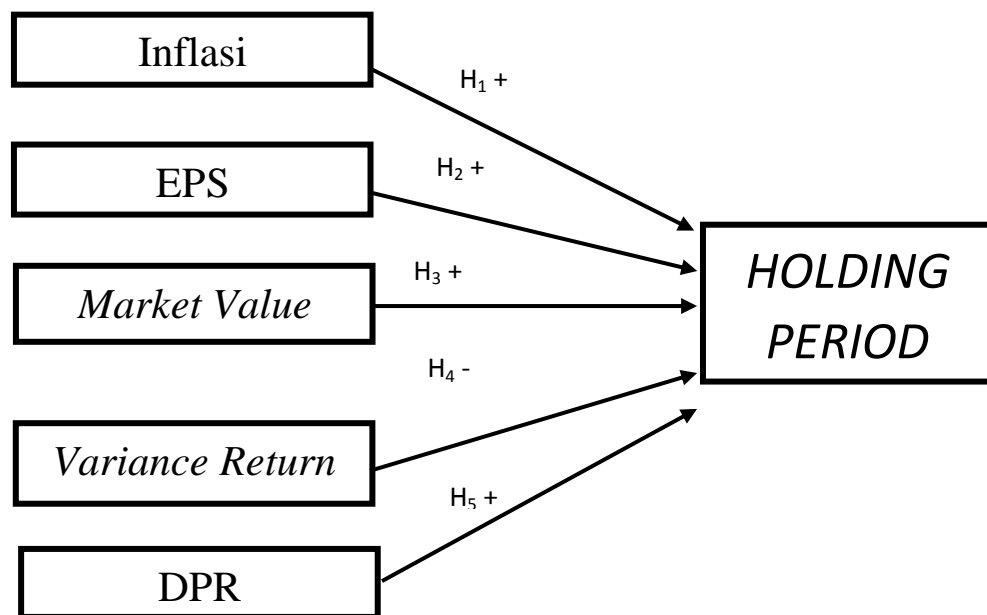 Inflasi
H₁ +
EPS
H₂ +
Market Value
H₃ +
HOLDING
PERIOD
H₄ -
Variance Return
H₅ +
DPR